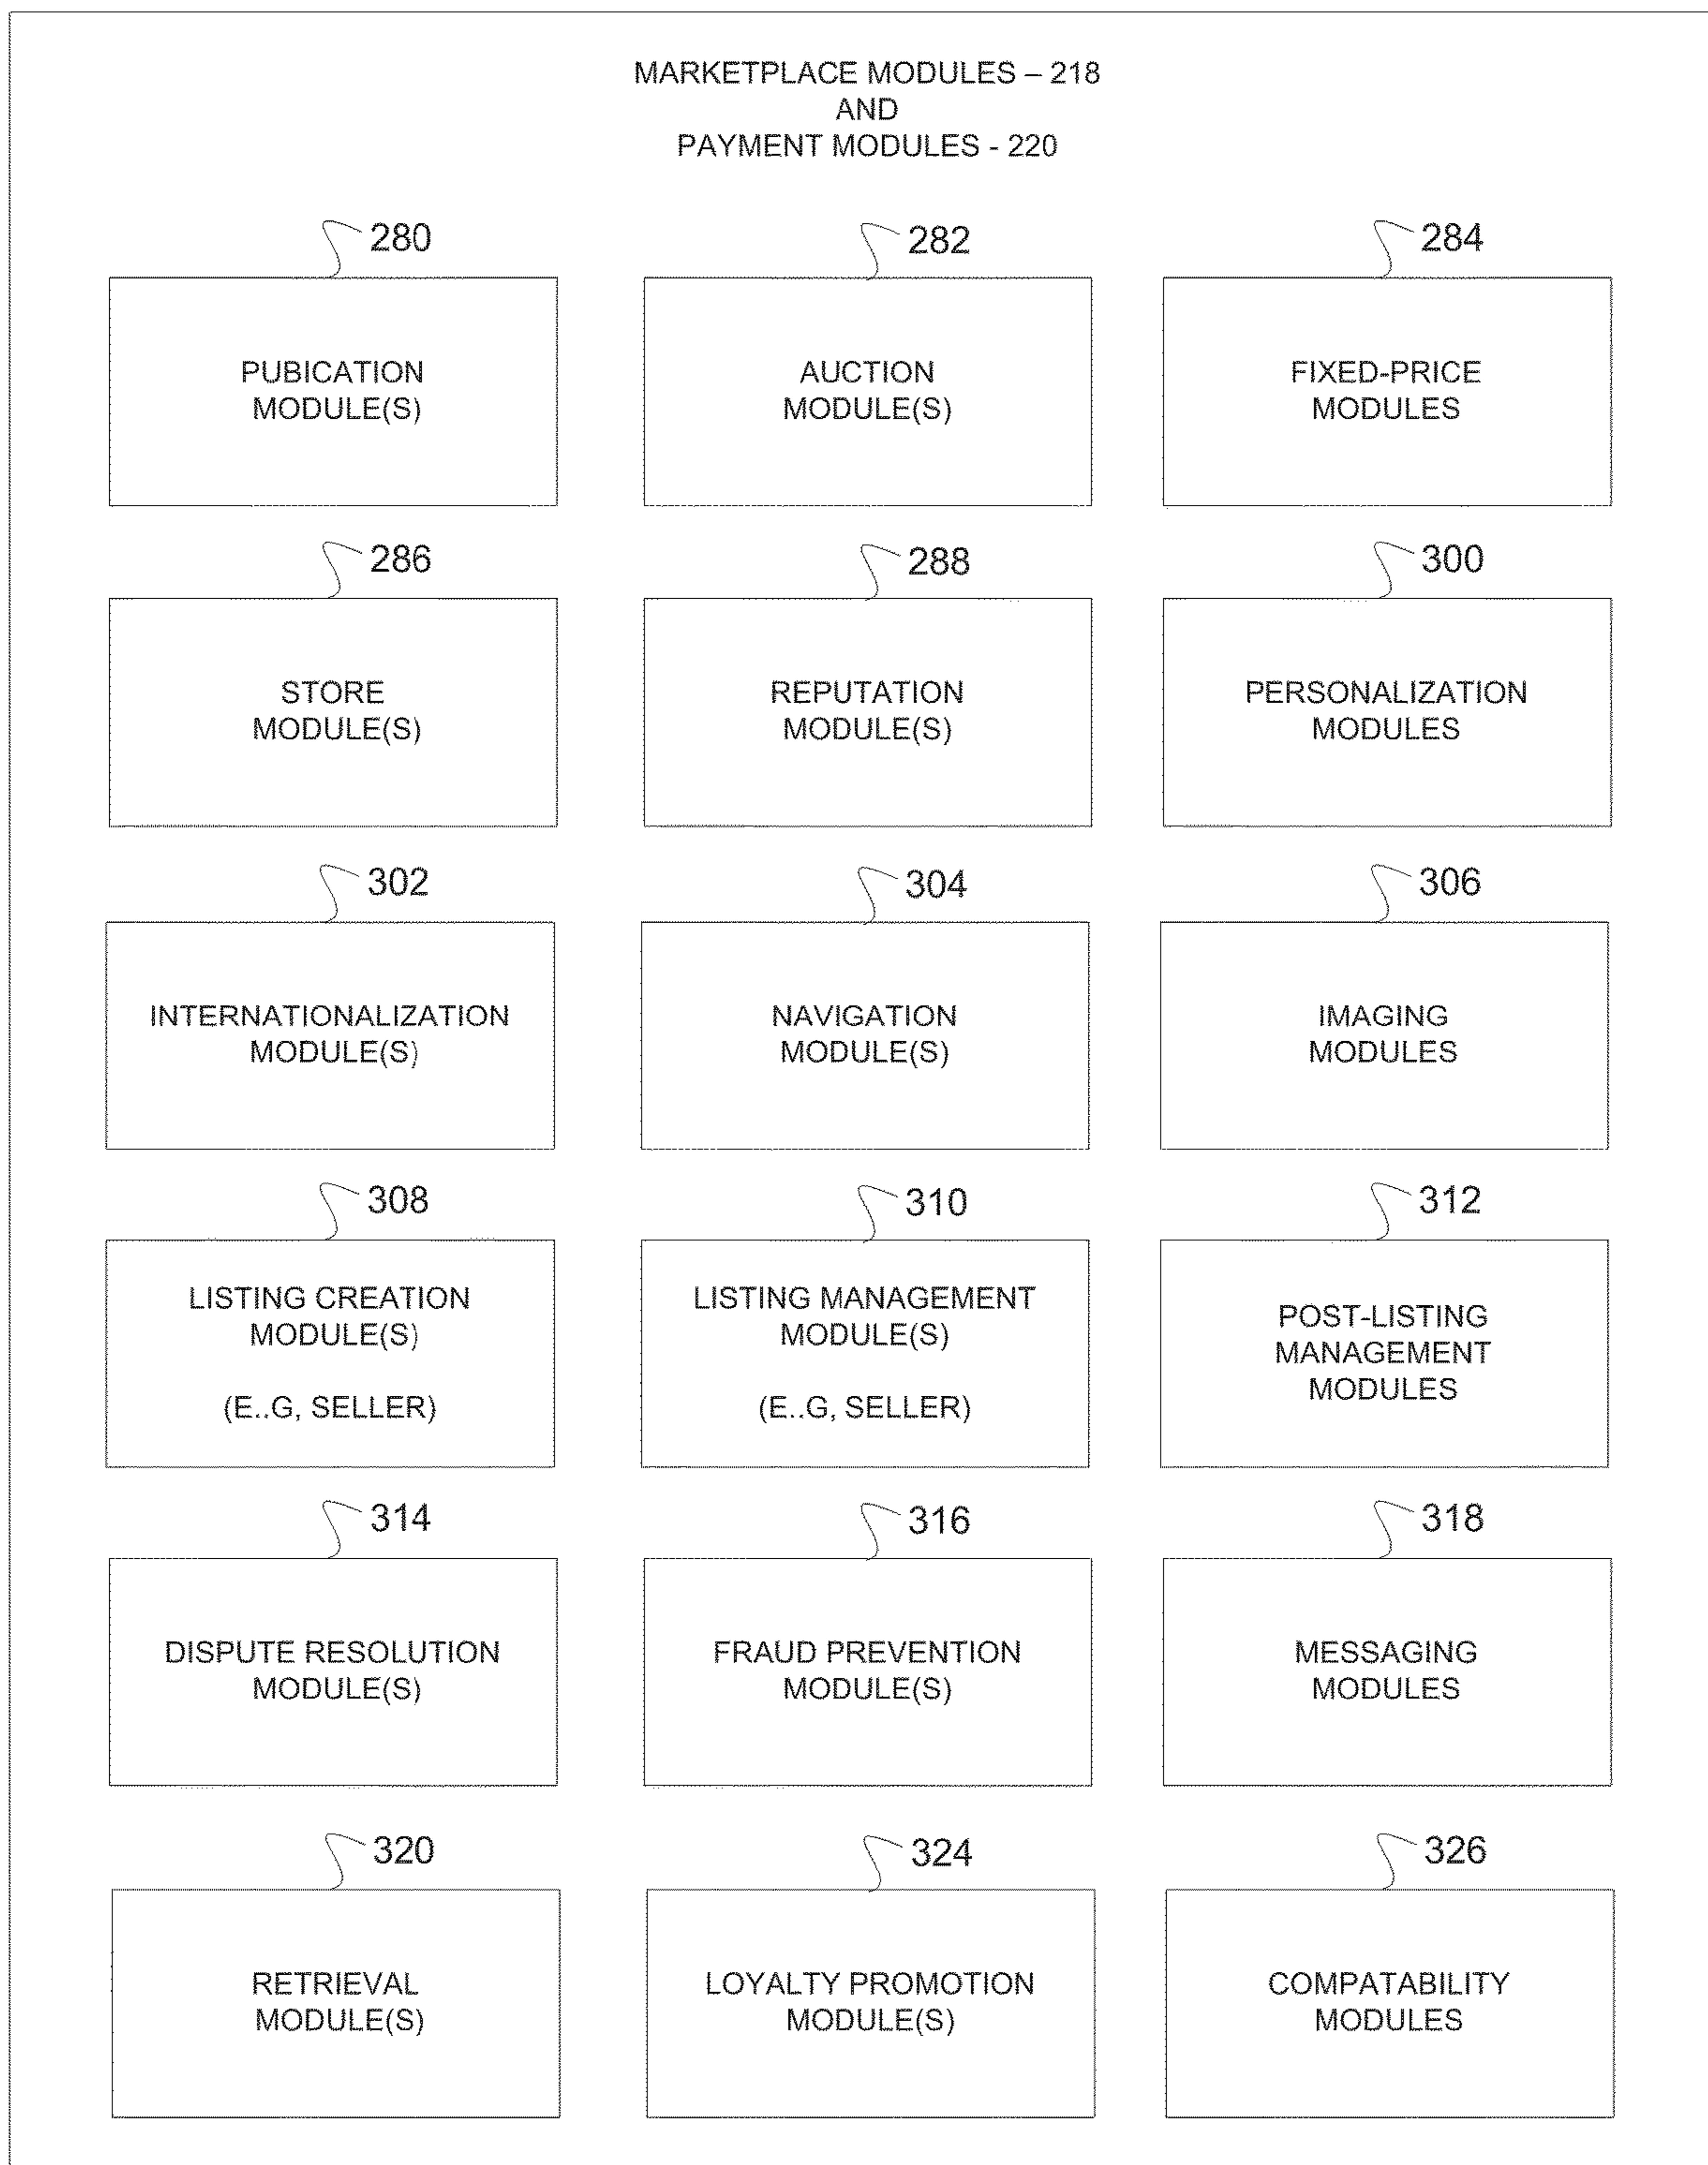 MARKETPLACE MODULES – 218
AND
PAYMENT MODULES - 220
280
PUBICATION
MODULE(S)
282
AUCTION
MODULE(S)
284
FIXED-PRICE
MODULES
286
STORE
MODULE(S)
288
REPUTATION
MODULE(S)
300
PERSONALIZATION
MODULES
302
INTERNATIONALIZATION
MODULE(S)
304
NAVIGATION
MODULE(S)
306
IMAGING
MODULES
308
LISTING CREATION
MODULE(S)
(E..G, SELLER)
310
LISTING MANAGEMENT
MODULE(S)
(E..G, SELLER)
312
POST-LISTING
MANAGEMENT
MODULES
314
DISPUTE RESOLUTION
MODULE(S)
316
FRAUD PREVENTION
MODULE(S)
318
MESSAGING
MODULES
320
RETRIEVAL
MODULE(S)
324
LOYALTY PROMOTION
MODULE(S)
326
COMPATABILITY
MODULES